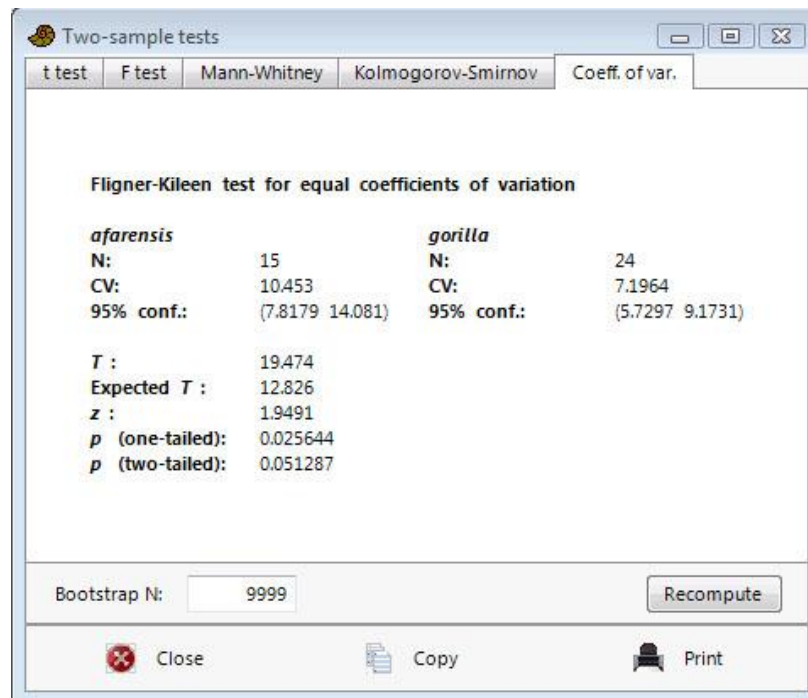 Two-sample tests
t test F test Mann-Whitney Kolmogorov-Smirnov Coeff. of var.
Fligner-Kileen test for equal coefficients of variation
afarensis gorilla
N: 15 N: 24
CV: 10.453 CV: 7.1964
95% conf.: (7.8179 14.081) 95% conf.: (5.7297 9.1731)
T : 19.474
Expected T : 12.826
z : 1.9491
p (one-tailed): 0.025644
p (two-tailed): 0.051287
Bootstrap N: 9999 Recompute
Close Copy Print